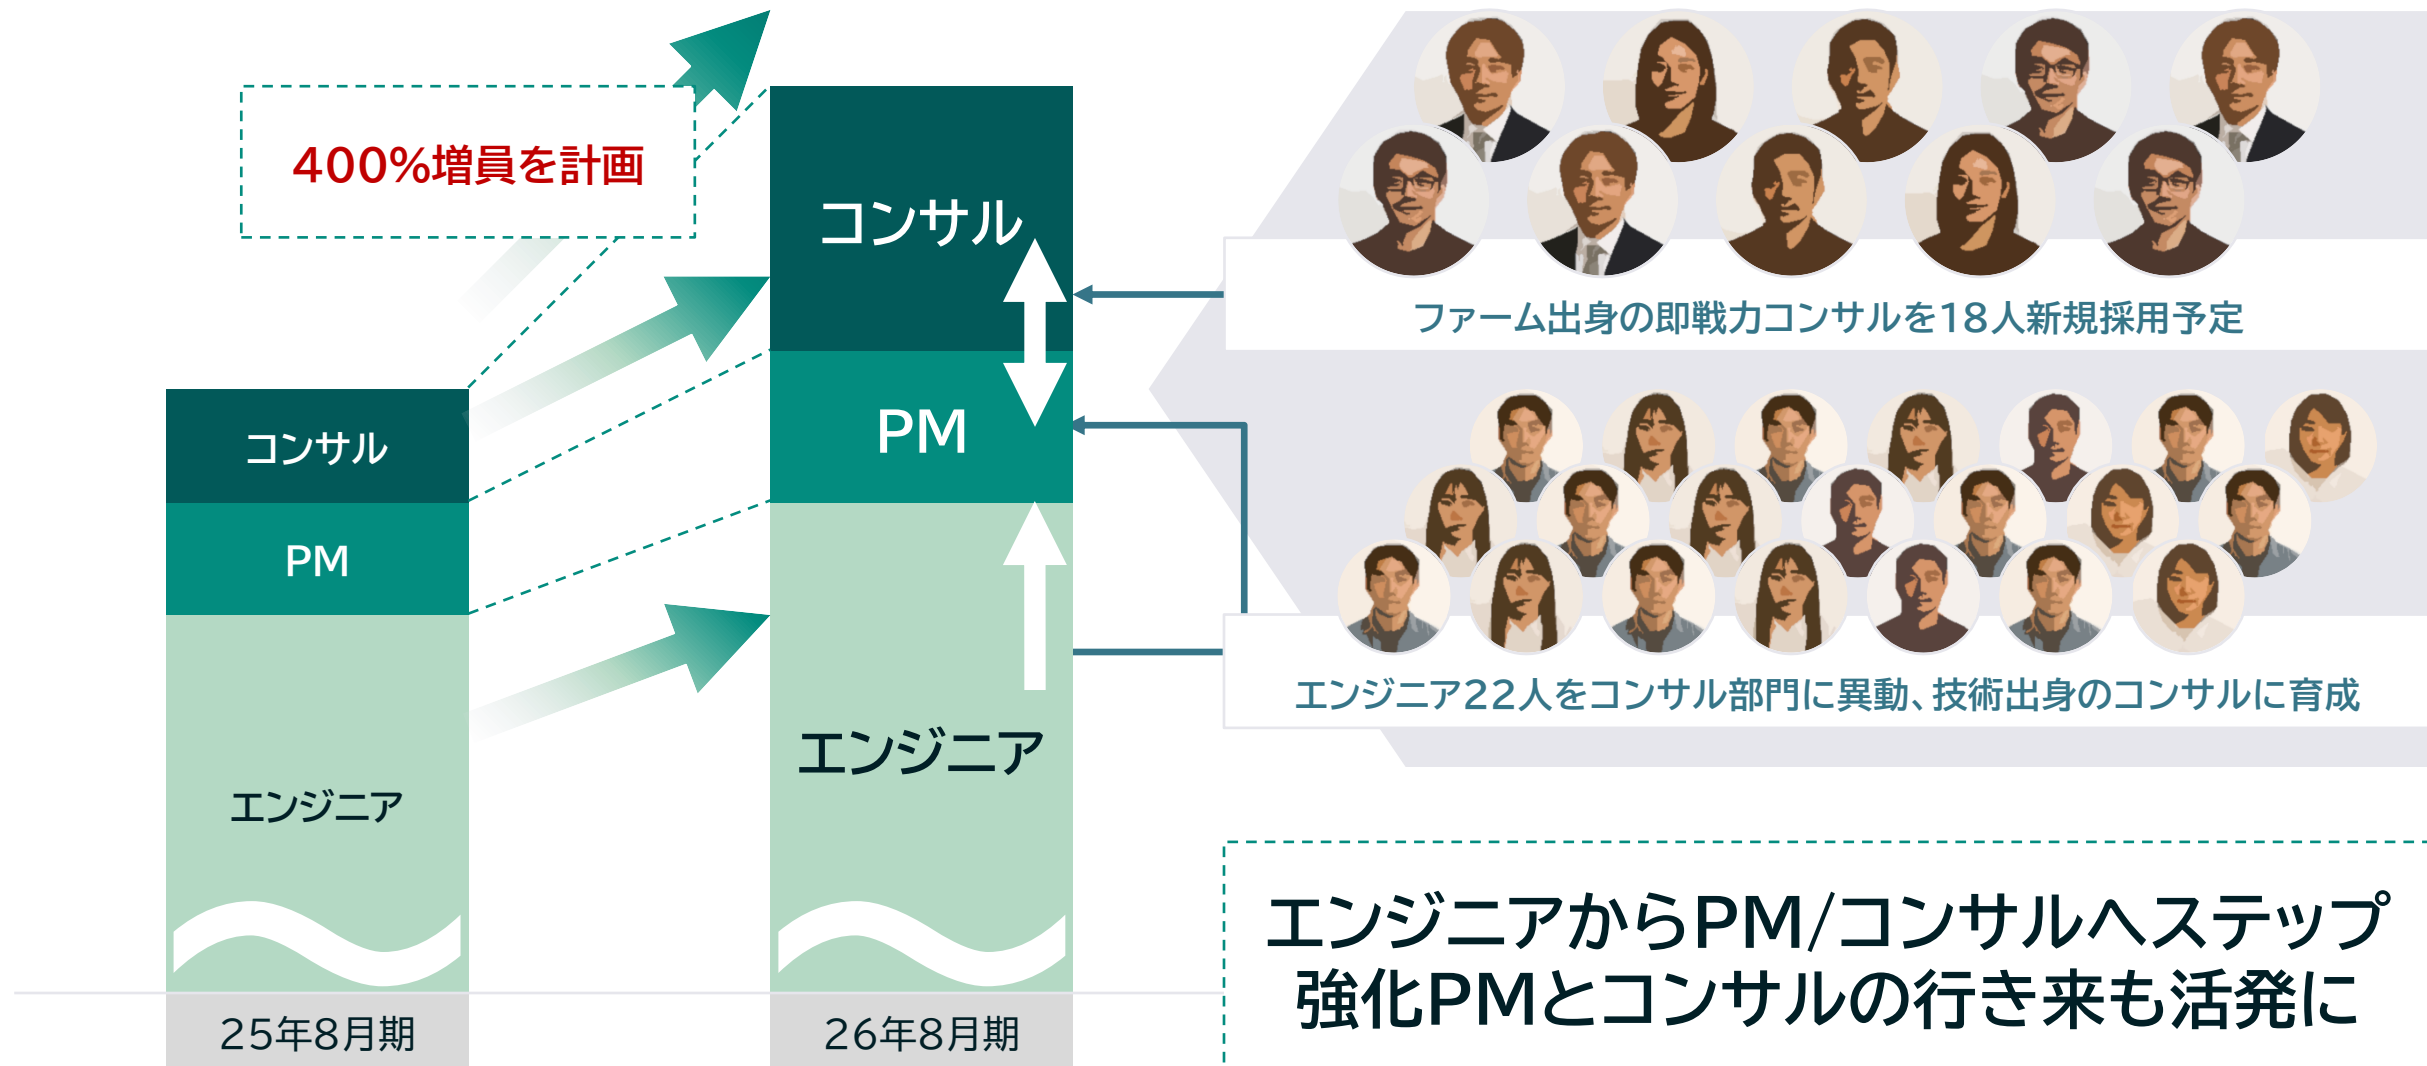 400%増員を計画
コンサル
PM
エンジニア
25年8月期
コンサル
PM
エンジニア
26年8月期
ファーム出身の即戦力コンサルを18人新規採用予定
エンジニア22人をコンサル部門に異動、技術出身のコンサルに育成
エンジニアからPM/コンサルへステップ
強化PMとコンサルの行き来も活発に